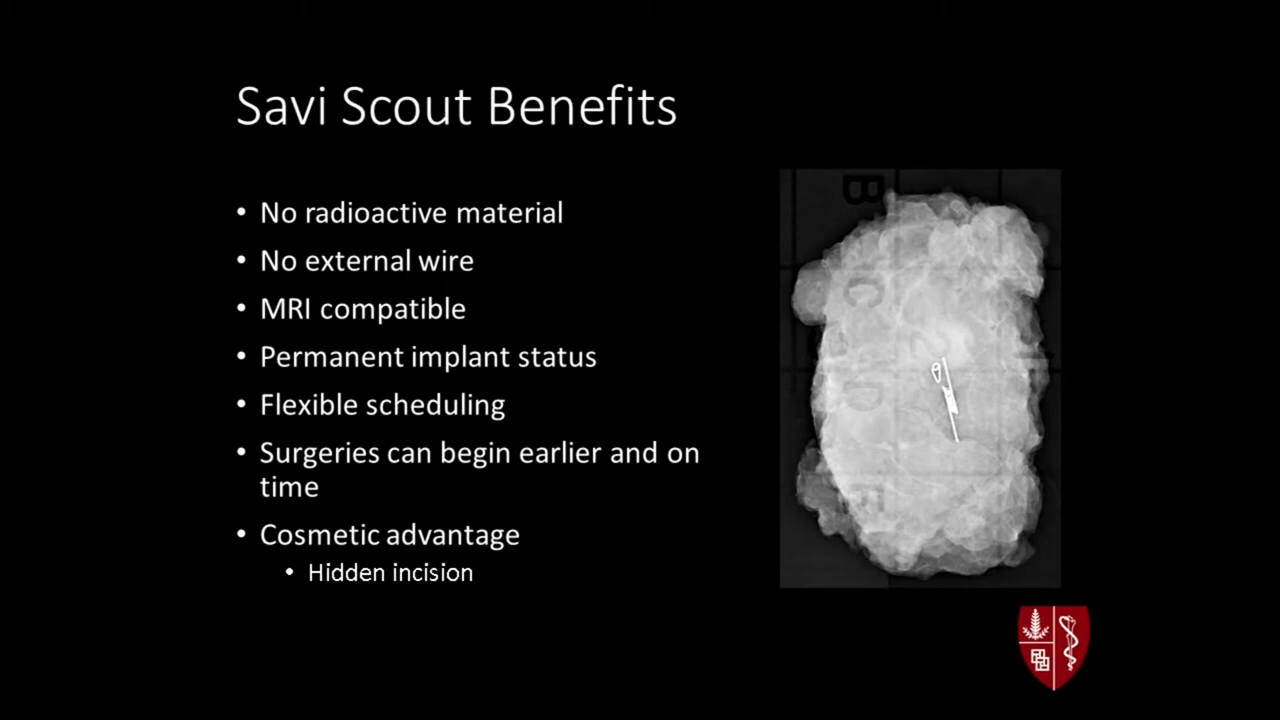 Savi Scout Benefits
• No radioactive material
• No external wire
• MRI compatible
• Permanent implant status
• Flexible scheduling
• Surgeries can begin earlier and on
time
• Cosmetic advantage
• Hidden incision
B
C
D